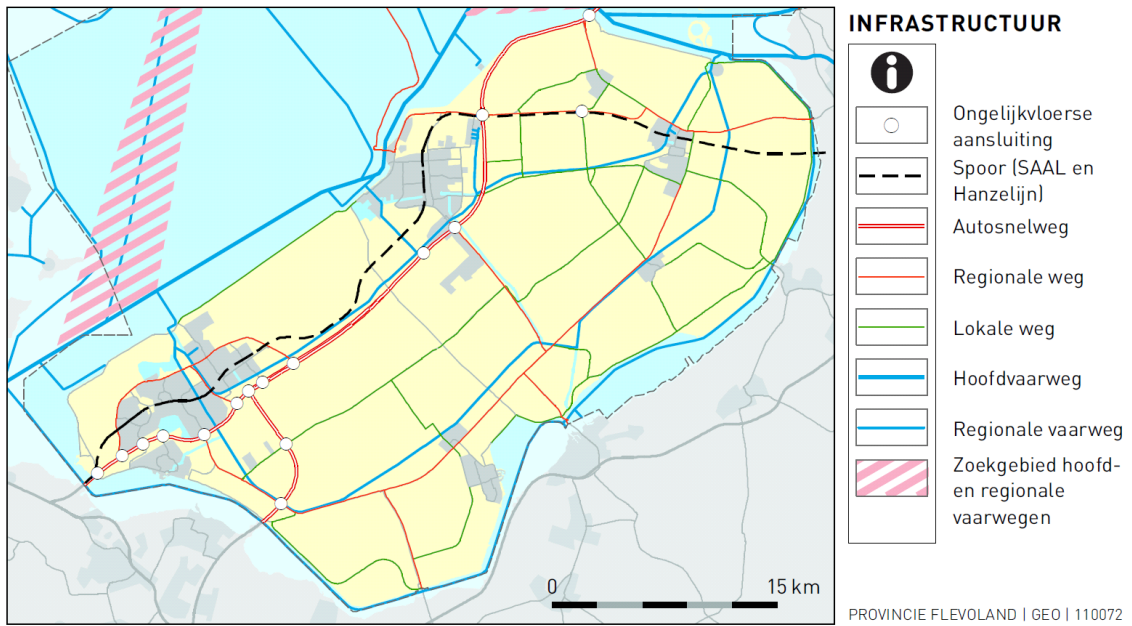 INFRASTRUCTUUR
i
Ongelijkvloerse
aansluiting
Spoor (SAAL en
Hanzelijn)
Autosnelweg
Regionale weg
Lokale weg
Hoofdvaarweg
Regionale vaarweg
Zoekgebied hoofd-
en regionale
vaarwegen
0 15 km
PROVINCIE FLEVOLAND | GEO | 110072